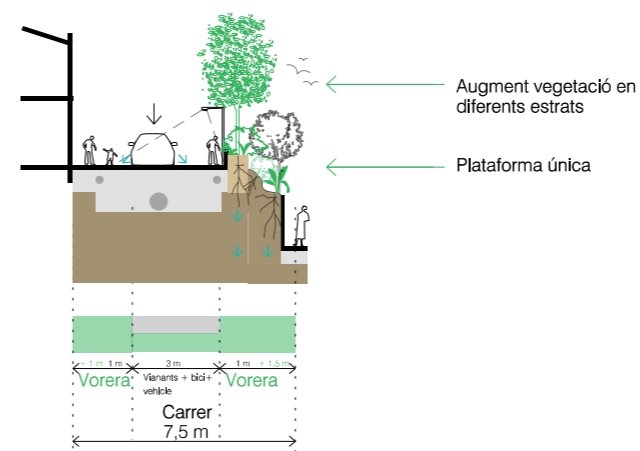 Augment vegetació en
diferents estrats
Plataforma única
+ 1 m 1 m 3 m 1 m + 1,5 m
Vorera Vianants + bici+ Vorera
vehicle
Carrer
7,5 m